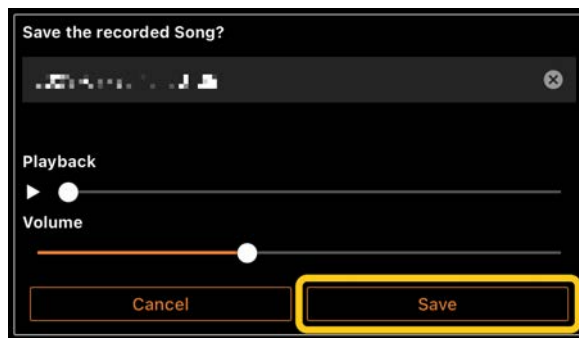 Save the recorded Song?
Playback
Volume
Cancel
Save